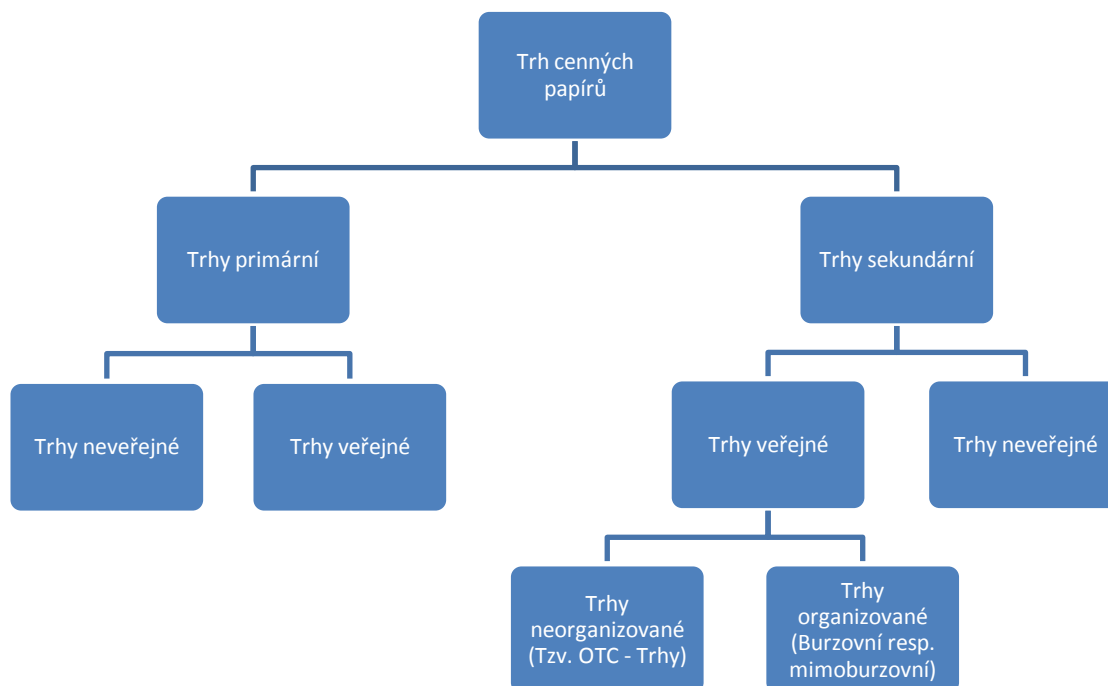 Trh cenných
papírů
Trhy primární
Trhy sekundární
Trhy neveřejné
Trhy veřejné
Trhy veřejné
Trhy neveřejné
Trhy
neorganizované
(Tzv. OTC - Trhy)
Trhy
organizované
(Burzovní resp.
mimoburzovní)